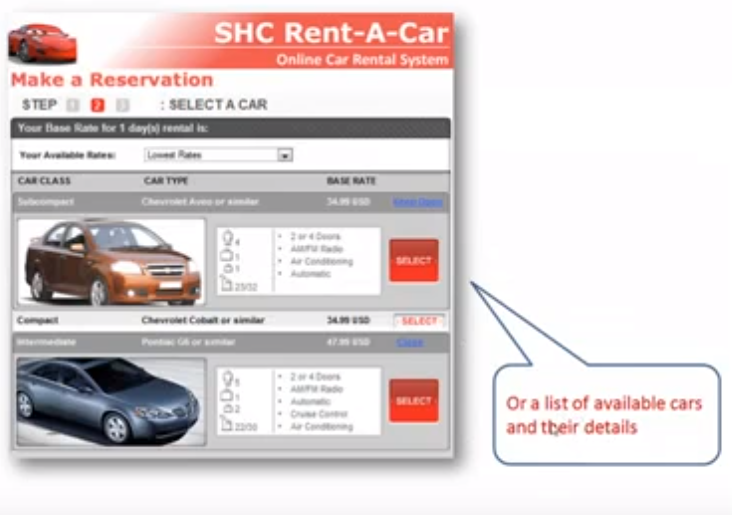 SHC Rent-A-Car
Online Car Rental System
Make a Reservation
STEP 1 2 3 : SELECT A CAR
Your Base Rate for 1 day(s) rental is:
Your Available Rates: Lowest Rates
CAR CLASS CAR TYPE BASE RATE
Subcompact Chevrolet Aveo or similar 34.99 USD
4
1
1
23/32
• 2 or 4 Doors
• AM/FM Radio
• Air Conditioning
• Automatic
SELECT
Compact Chevrolet Cobalt or similar 34.99 USD SELECT
Intermediate Pontiac G6 or similar 47.99 USD Close
5
1
2
22/30
• 2 or 4 Doors
• AM/FM Radio
• Automatic
• Cruise Control
• Air Conditioning
SELECT
Or a list of available cars
and their details